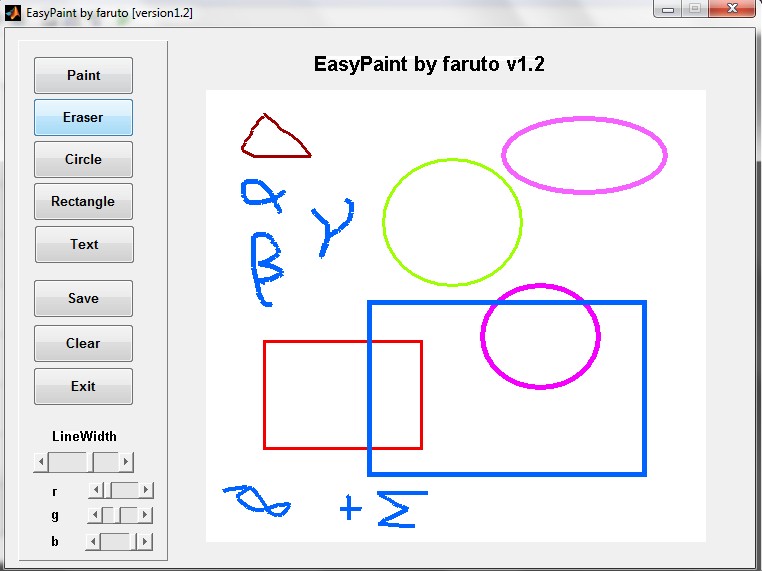 EasyPaint by faruto [version1.2]
EasyPaint by faruto v1.2
Paint
Eraser
Circle
Rectangle
Text
Save
Clear
Exit
LineWidth
r
g
b
α
γ
β
+ Σ